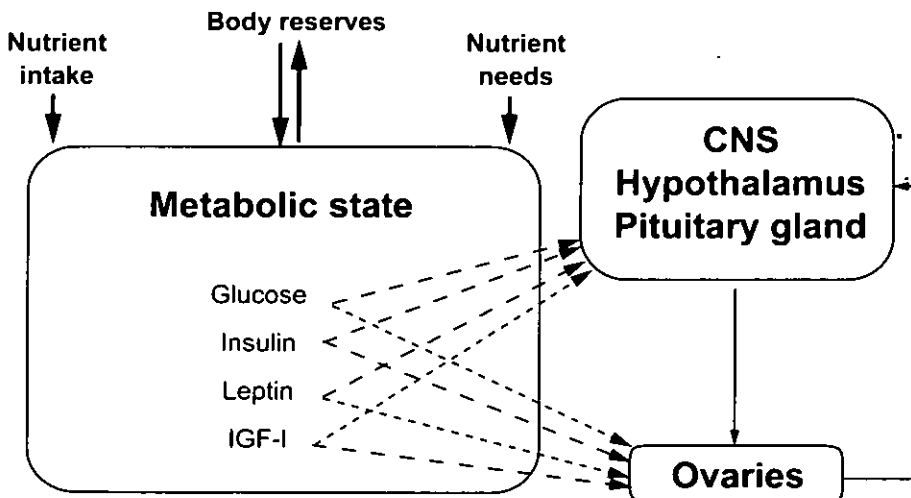 Body reserves
Nutrient
intake
Nutrient
needs
CNS
Hypothalamus
Pituitary gland
Metabolic state
Glucose
Insulin
Leptin
IGF-I
Ovaries